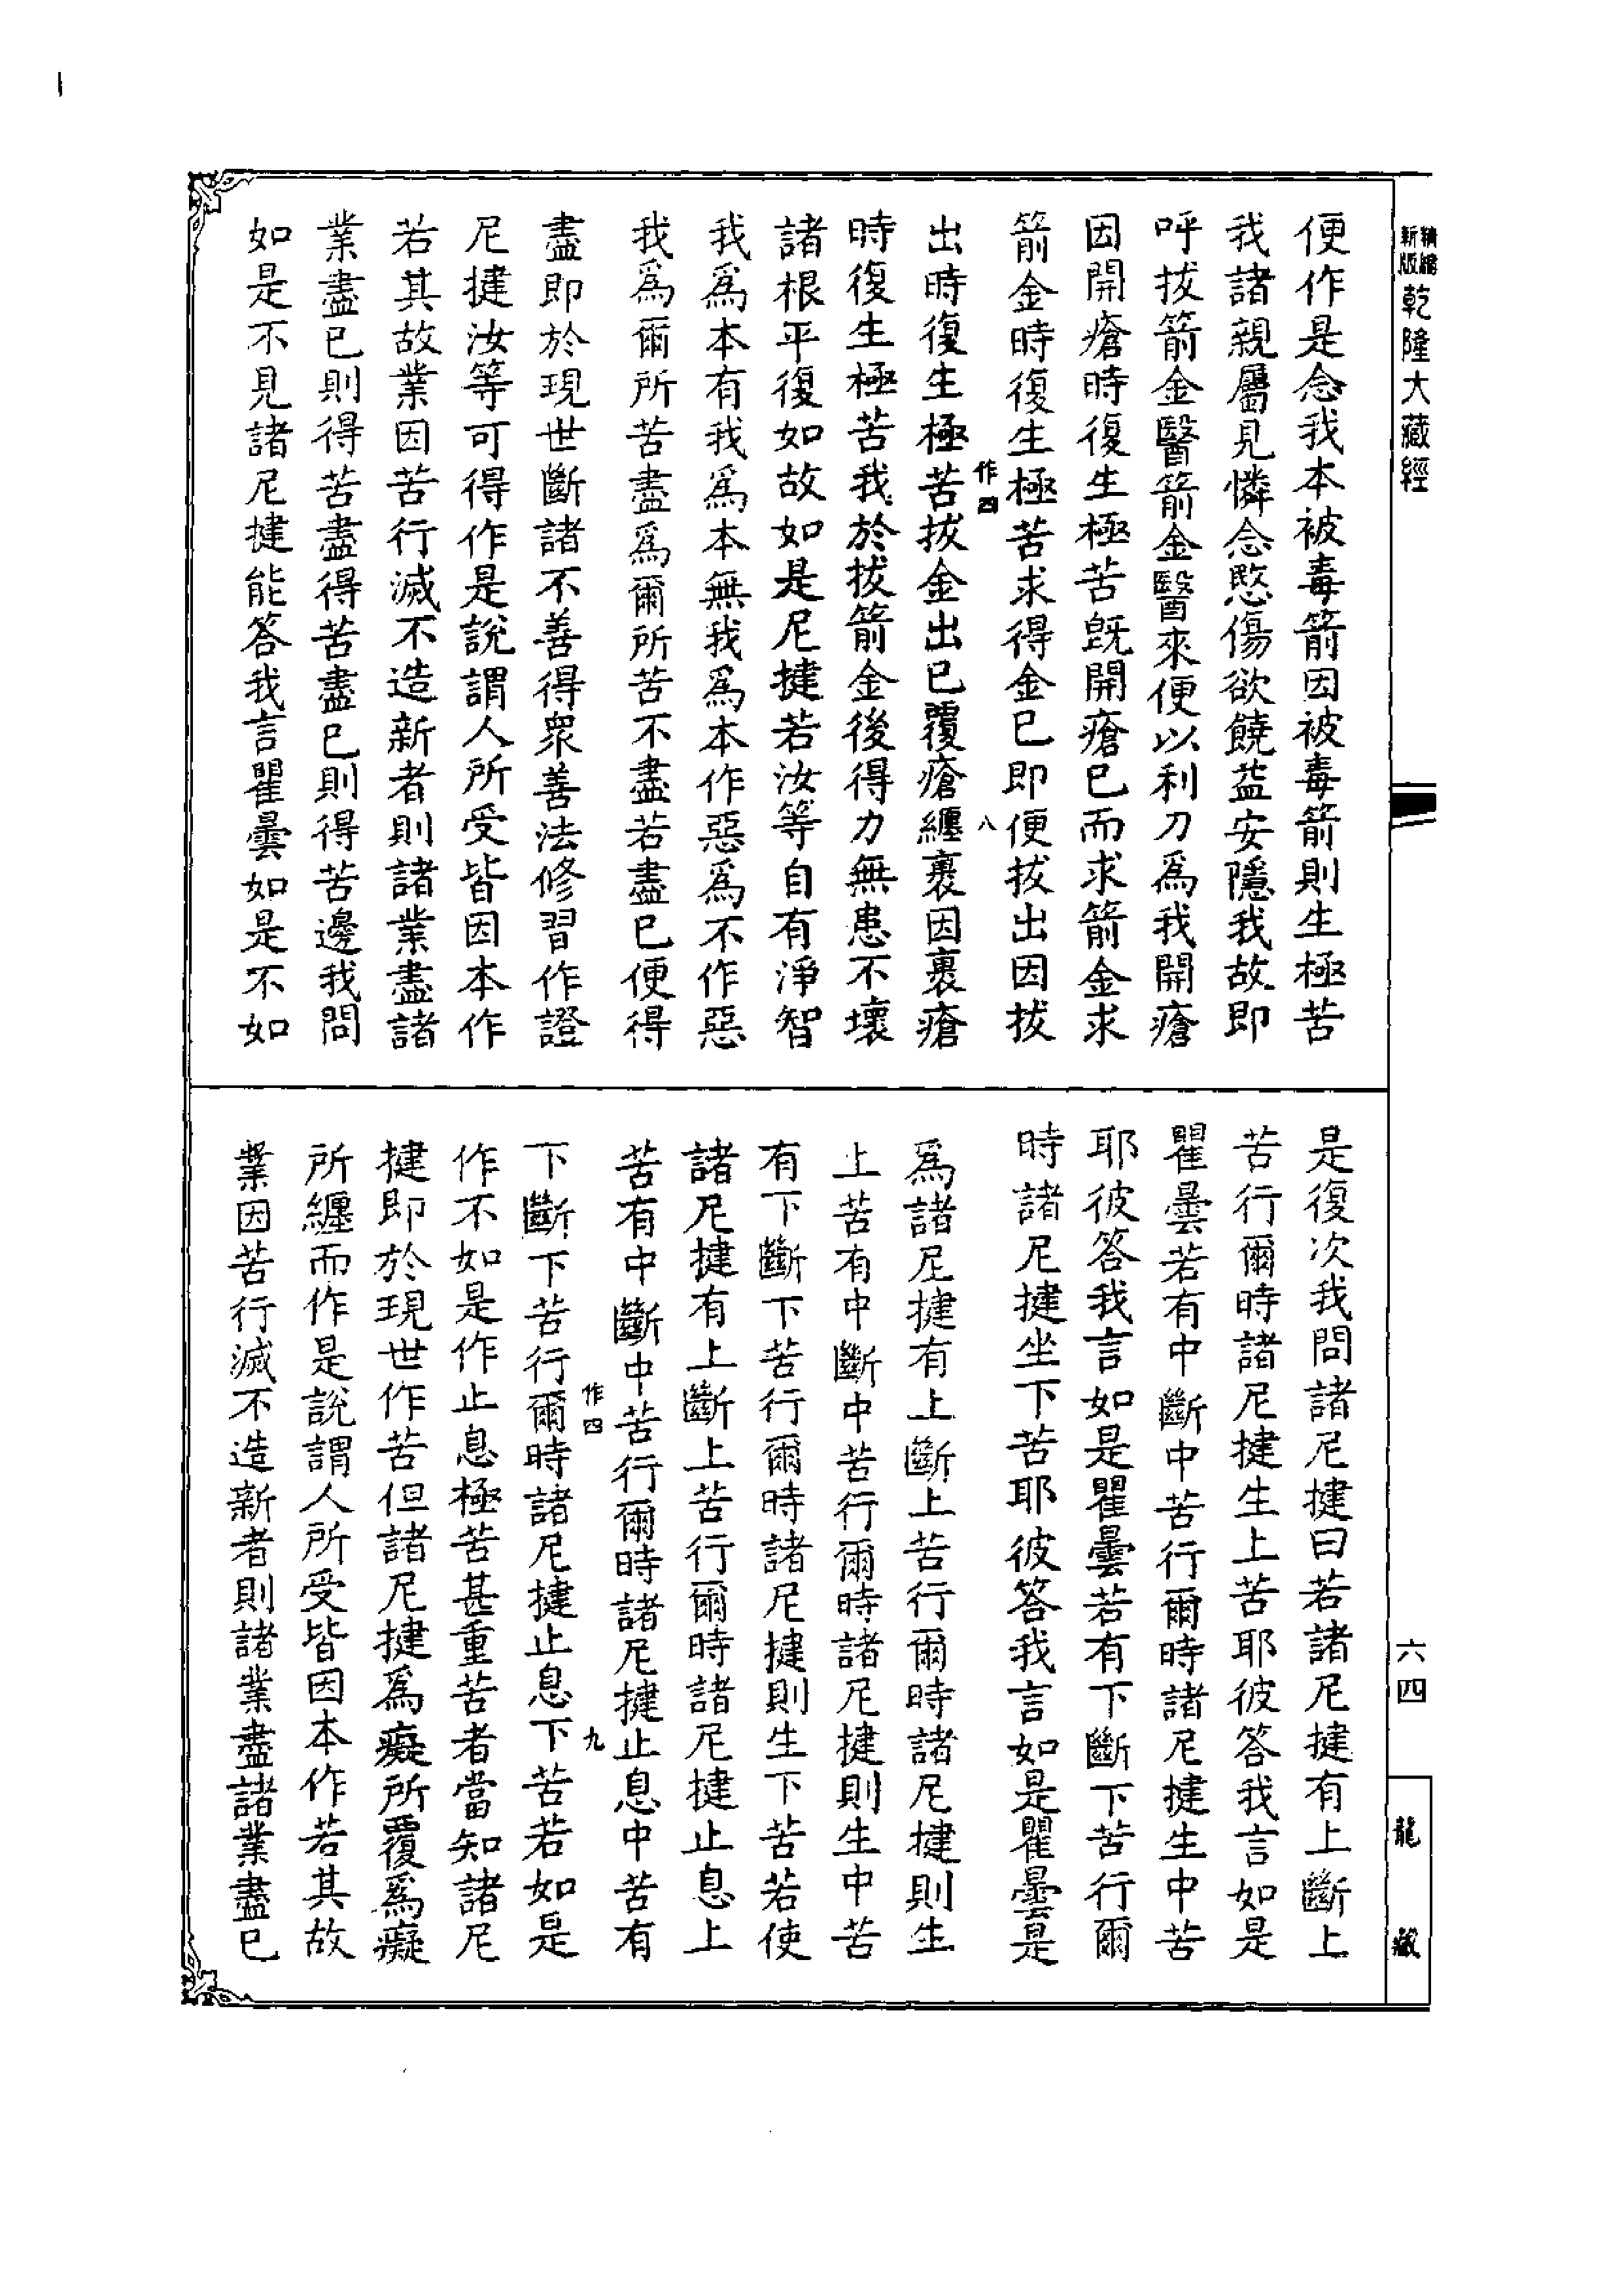 精縮
新版
乾隆大藏經
便作是念我本被毒箭因被毒箭則生極苦
我諸親屬見憐念愍傷欲饒益安隱我故即
呼拔箭金醫箭金醫來便以利刀為我開瘡
因開瘡時復生極苦既開瘡已而求箭金求
箭金時復生極苦求得金已即便拔出因拔
作四
八
出時復生極苦拔金出已覆瘡纏裹因裹瘡
時復生極苦我於拔箭金後得力無患不壞
諸根平復如故如是尼揵若汝等自有淨智
我為本有我為本無我為本作惡為不作惡
我為爾所苦盡為爾所苦不盡若盡已便得
盡即於現世斷諸不善得眾善法修習作證
尼揵汝等可得作是說謂人所受皆因本作
若其故業因苦行滅不造新者則諸業盡諸
業盡已則得苦盡得苦盡已則得苦邊我問
如是不見諸尼揵能答我言瞿曇如是不如
是復次我問諸尼揵曰若諸尼揵有上斷上
苦行爾時諸尼揵生上苦耶彼答我言如是
瞿曇若有中斷中苦行爾時諸尼揵生中苦
耶彼答我言如是瞿曇若有下斷下苦行爾
時諸尼揵坐下苦耶彼答我言如是瞿曇是
為諸尼揵有上斷上苦行爾時諸尼揵則生
上苦有中斷中苦行爾時諸尼揵則生中苦
有下斷下苦行爾時諸尼揵則生下苦若使
諸尼揵有上斷上苦行爾時諸尼揵止息上
苦有中斷中苦行爾時諸尼揵止息中苦有
作四
九
下斷下苦行爾時諸尼揵止息下苦若如是
作不如是作止息極苦甚重苦者當知諸尼
揵即於現世作苦但諸尼揵為癡所覆為癡
所纏而作是說謂人所受皆因本作若其故
業因苦行滅不造新者則諸業盡諸業盡已
六四
龍藏